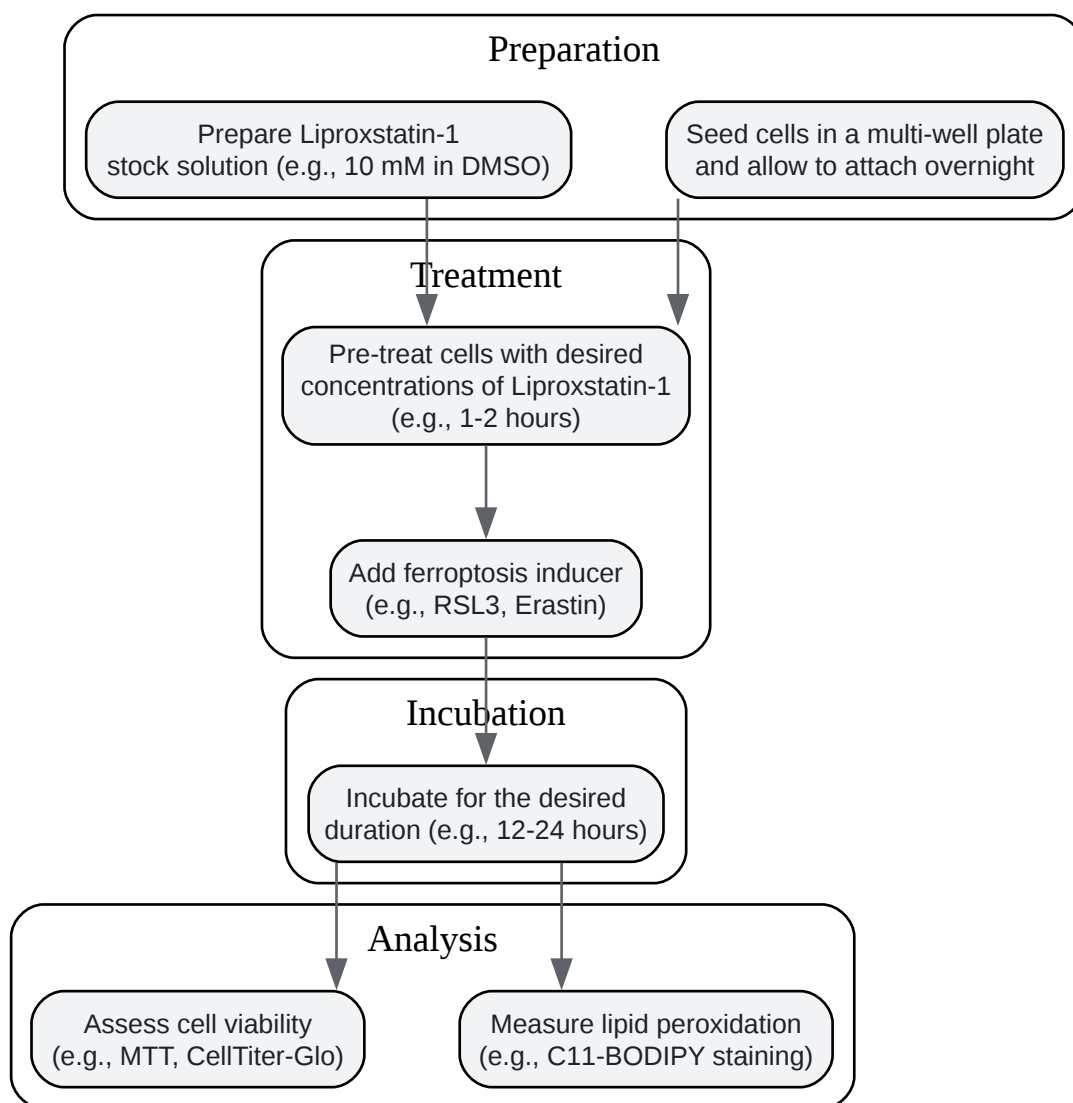 Preparation
Prepare Liproxstatin-1
stock solution (e.g., 10 mM in DMSO)
Seed cells in a multi-well plate
and allow to attach overnight
Treatment
Pre-treat cells with desired
concentrations of Liproxstatin-1
(e.g., 1-2 hours)
Add ferroptosis inducer
(e.g., RSL3, Erastin)
Incubation
Incubate for the desired
duration (e.g., 12-24 hours)
Analysis
Assess cell viability
(e.g., MTT, CellTiter-Glo)
Measure lipid peroxidation
(e.g., C11-BODIPY staining)